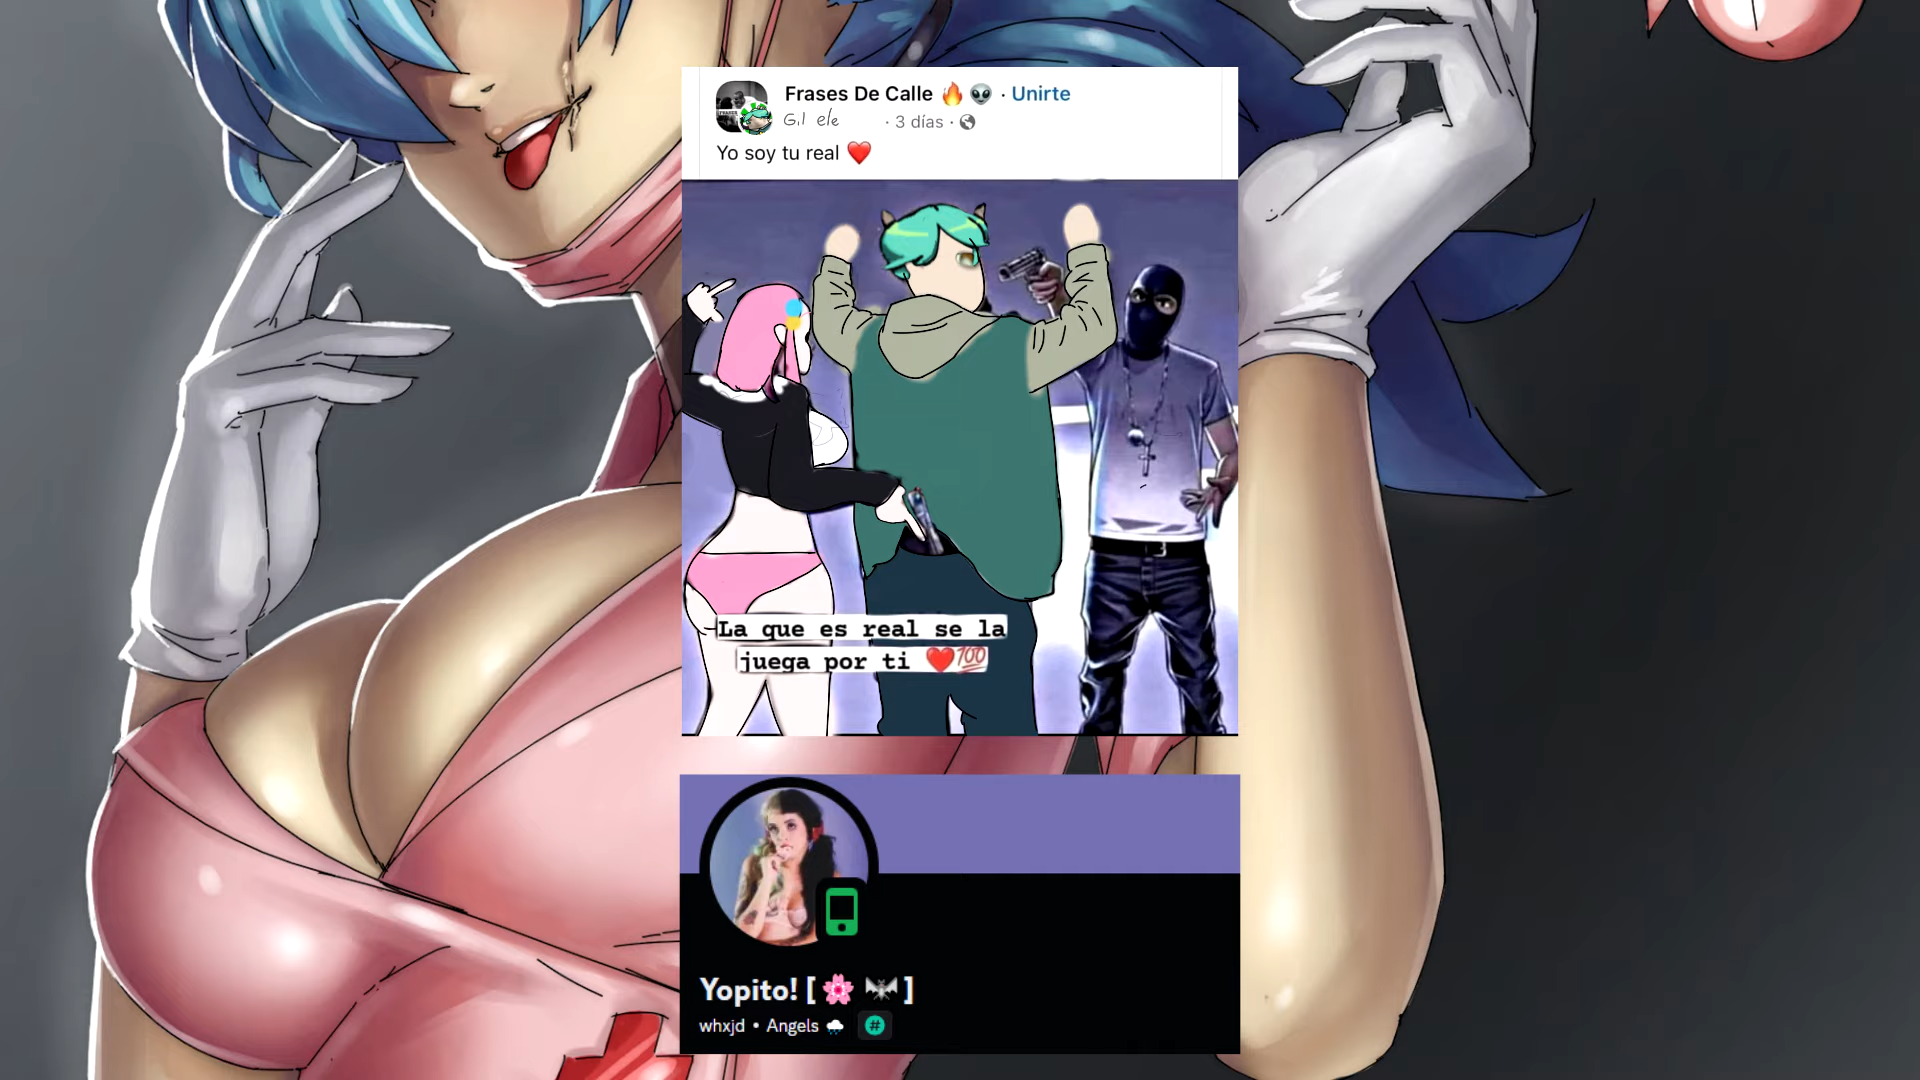 Frases De Calle 🔥 👽 · Unirte
Gil ele · 3 días ·
Yo soy tu real ❤️
La que es real se la
juega por ti ❤️💯
Yopito! [ 🌸 🦇 ]
whxjd • Angels 🌧️ #